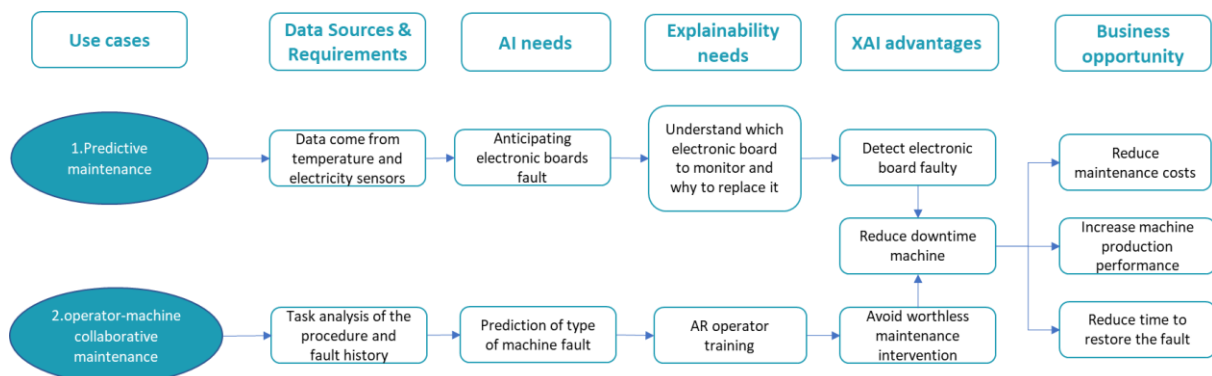 Use cases
Data Sources &
Requirements
AI needs
Explainability
needs
XAI advantages
Business
opportunity
1.Predictive
maintenance
Data come from
temperature and
electricity sensors
Anticipating
electronic boards
fault
Understand which
electronic board
to monitor and
why to replace it
Detect electronic
board faulty
Reduce
maintenance costs
Reduce downtime
machine
Increase machine
production
performance
2.operator-machine
collaborative
maintenance
Task analysis of the
procedure and
fault history
Prediction of type
of machine fault
AR operator
training
Avoid worthless
maintenance
intervention
Reduce time to
restore the fault